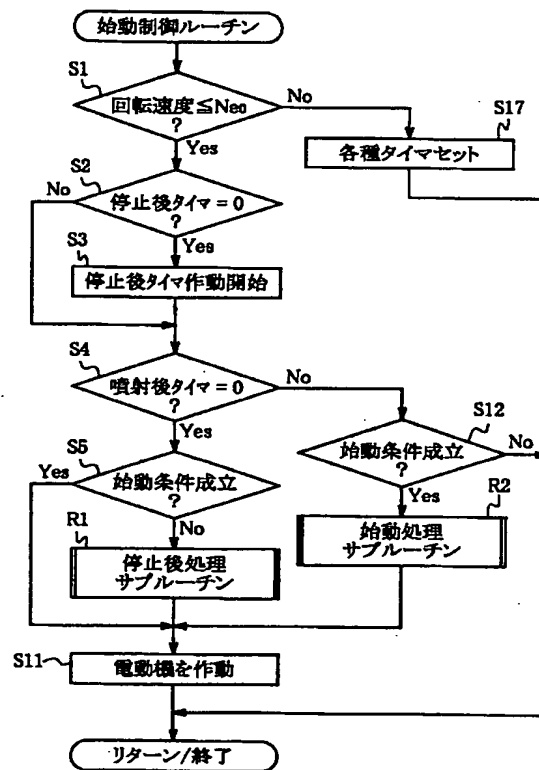 始動制御ルーチン
S1
回転速度≦Nec
?
No
Yes
S17
各種タイマセット
S2
No
停止後タイマ=0
?
Yes
S3
停止後タイマ作動開始
S4
噴射後タイマ=0
?
No
Yes
S12
始動条件成立
?
No
Yes
S5
Yes
始動条件成立
?
No
R1
停止後処理
サブルーチン
R2
始動処理
サブルーチン
S11
電動機を作動
リターン/終了